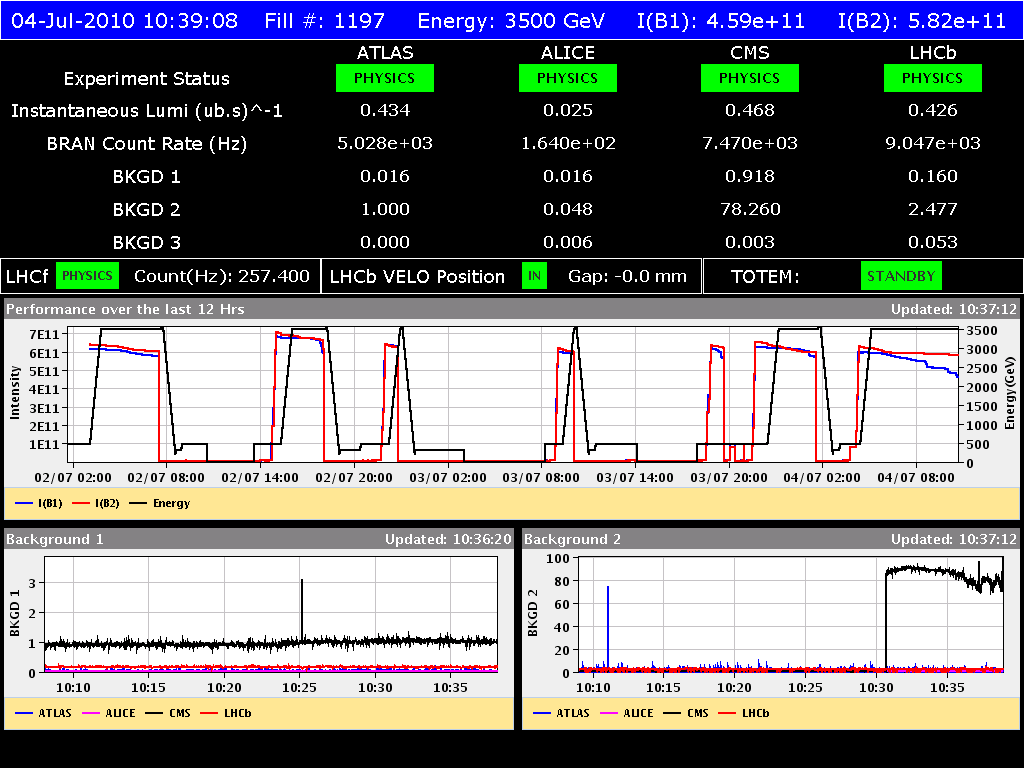 04-Jul-2010 10:39:08 Fill #: 1197 Energy: 3500 GeV I(B1): 4.59e+11 I(B2): 5.82e+11
ATLAS ALICE CMS LHCb
Experiment Status PHYSICS PHYSICS PHYSICS PHYSICS
Instantaneous Lumi (ub.s)^-1 0.434 0.025 0.468 0.426
BRAN Count Rate (Hz) 5.028e+03 1.640e+02 7.470e+03 9.047e+03
BKGD 1 0.016 0.016 0.918 0.160
BKGD 2 1.000 0.048 78.260 2.477
BKGD 3 0.000 0.006 0.003 0.053
LHCf PHYSICS Count(Hz): 257.400 LHCb VELO Position IN Gap: -0.0 mm TOTEM: STANDBY
Performance over the last 12 Hrs Updated: 10:37:12
7E11 3500
6E11 3000
5E11 2500
4E11 2000
3E11 1500
2E11 1000
1E11 500
0
Intensity
Energy(GeV)
02/07 02:00 02/07 08:00 02/07 14:00 02/07 20:00 03/07 02:00 03/07 08:00 03/07 14:00 03/07 20:00 04/07 02:00 04/07 08:00
I(B1) I(B2) Energy
Background 1 Updated: 10:36:20
BKGD 1
3
2
1
0
10:10 10:15 10:20 10:25 10:30 10:35
ATLAS ALICE CMS LHCb
Background 2 Updated: 10:37:12
BKGD 2
100
80
60
40
20
0
10:10 10:15 10:20 10:25 10:30 10:35
ATLAS ALICE CMS LHCb